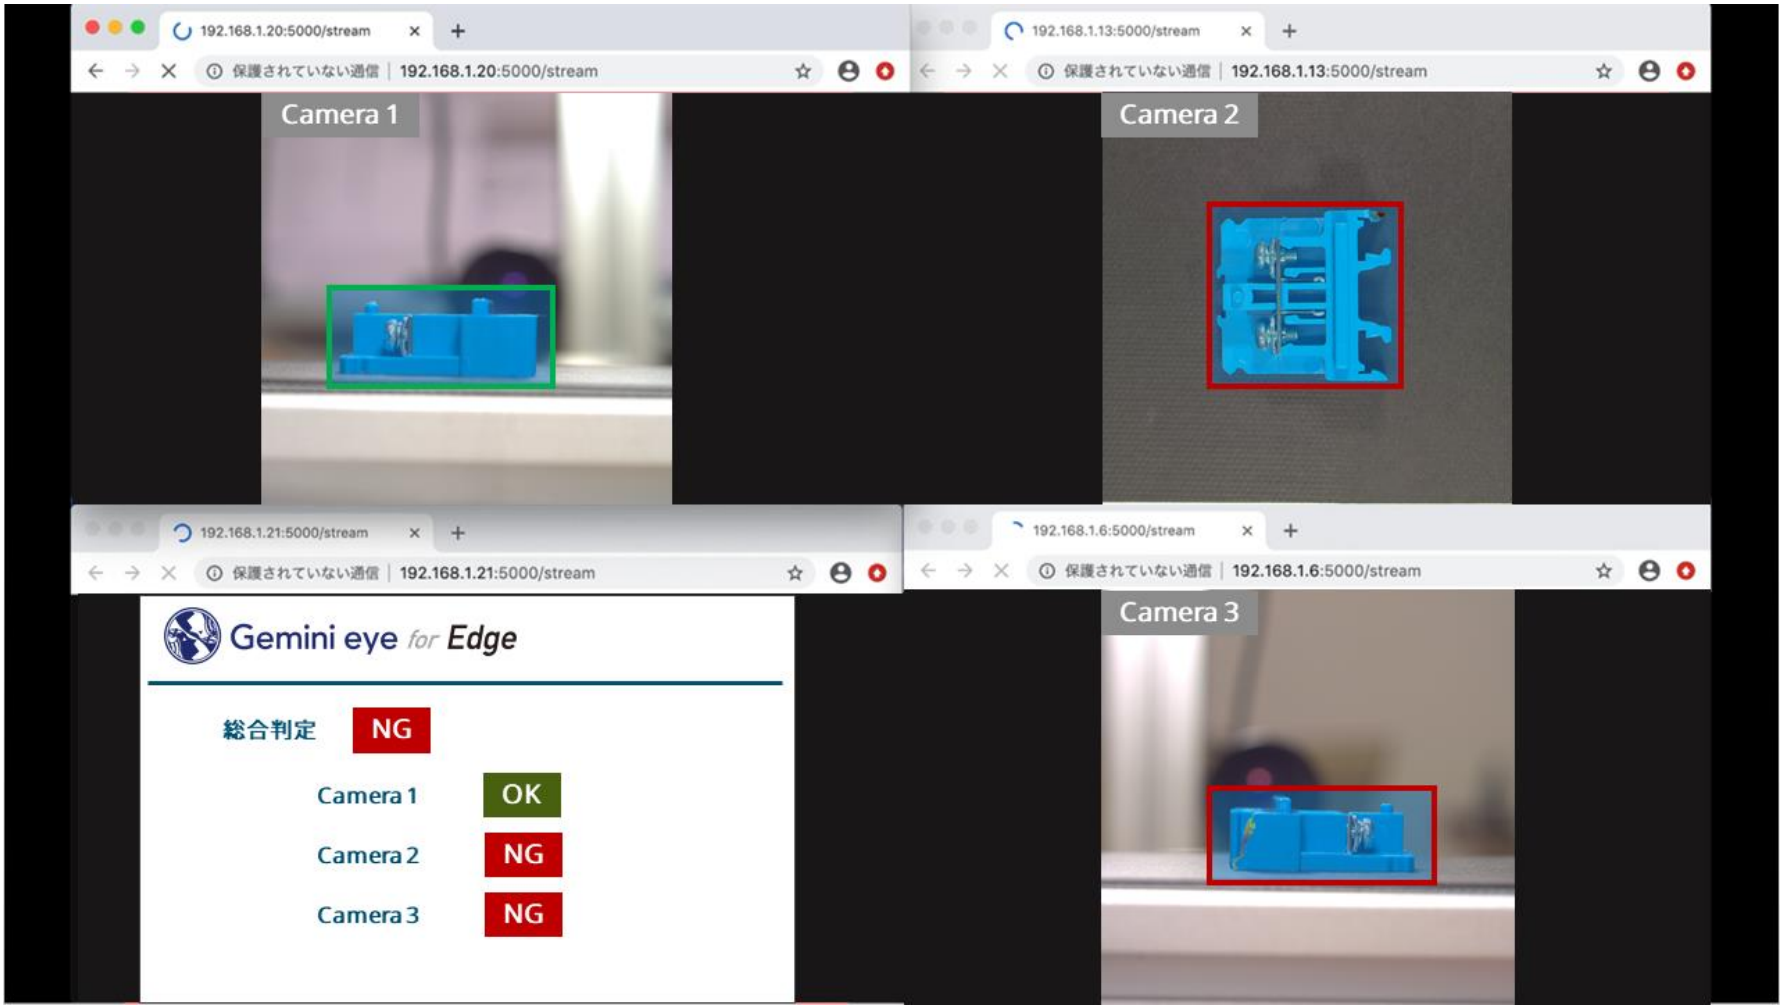 192.168.1.20:5000/stream
保護されていない通信 | 192.168.1.20:5000/stream
Camera 1
192.168.1.13:5000/stream
保護されていない通信 | 192.168.1.13:5000/stream
Camera 2
192.168.1.21:5000/stream
保護されていない通信 | 192.168.1.21:5000/stream
Gemini eye for Edge
総合判定 NG
Camera 1 OK
Camera 2 NG
Camera 3 NG
192.168.1.6:5000/stream
保護されていない通信 | 192.168.1.6:5000/stream
Camera 3